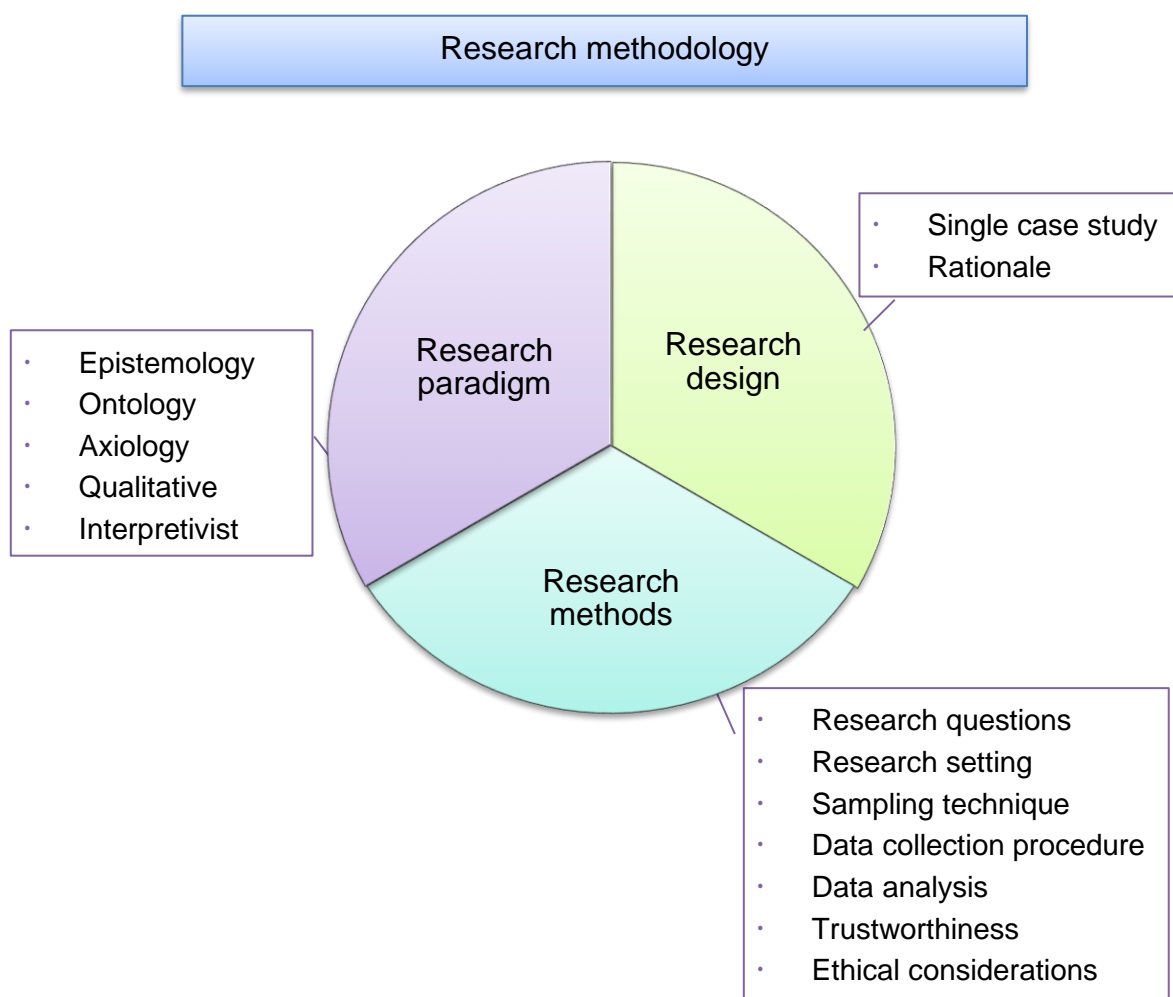 Research methodology
Single case study
Rationale
Research
paradigm
Research
design
Epistemology
Ontology
Axiology
Qualitative
Interpretivist
Research
methods
Research questions
Research setting
Sampling technique
Data collection procedure
Data analysis
Trustworthiness
Ethical considerations